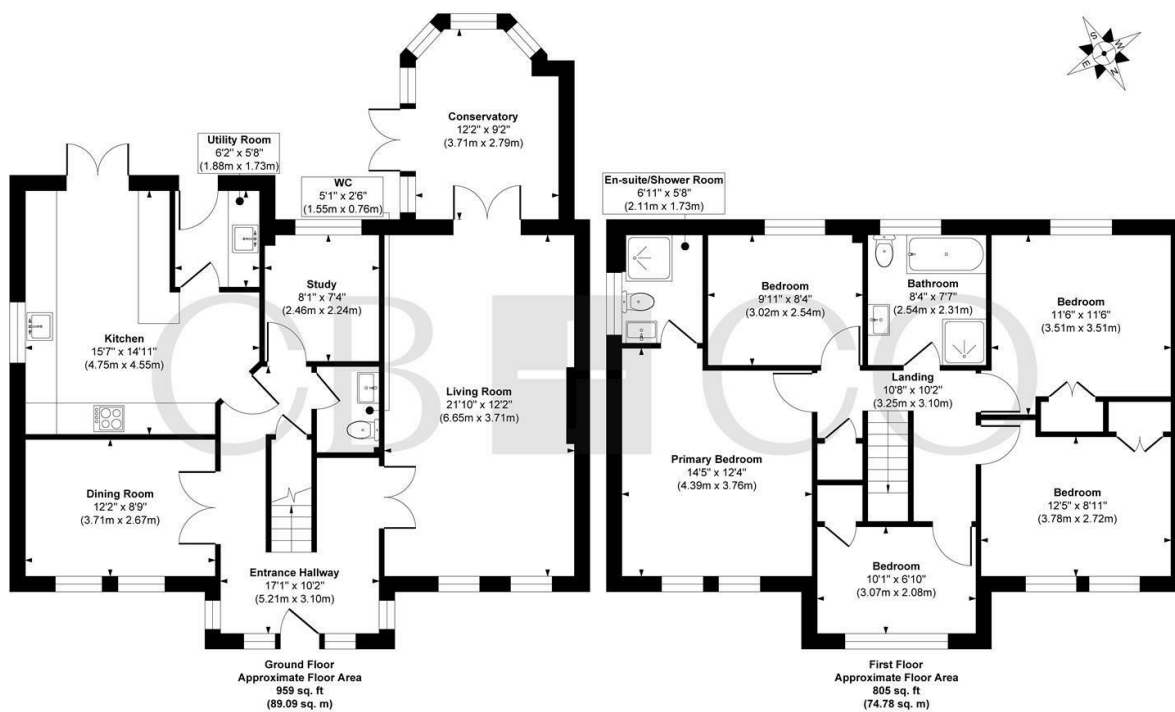 Conservatory
12'2" x 9'2"
(3.71m x 2.79m)
Utility Room
6'2" x 5'8"
(1.88m x 1.73m)
WC
5'1" x 2'6"
(1.55m x 0.76m)
Study
8'1" x 7'4"
(2.46m x 2.24m)
Kitchen
15'7" x 14'11"
(4.75m x 4.55m)
Living Room
21'10" x 12'2"
(6.65m x 3.71m)
Dining Room
12'2" x 8'9"
(3.71m x 2.67m)
Entrance Hallway
17'1" x 10'2"
(5.21m x 3.10m)
Ground Floor
Approximate Floor Area
959 sq. ft
(89.09 sq. m)
S
W
E
N
En-suite/Shower Room
6'11" x 5'8"
(2.11m x 1.73m)
Bedroom
9'11" x 8'4"
(3.02m x 2.54m)
Bathroom
8'4" x 7'7"
(2.54m x 2.31m)
Bedroom
11'6" x 11'6"
(3.51m x 3.51m)
Landing
10'8" x 10'2"
(3.25m x 3.10m)
Primary Bedroom
14'5" x 12'4"
(4.39m x 3.76m)
Bedroom
12'5" x 8'11"
(3.78m x 2.72m)
Bedroom
10'1" x 6'10"
(3.07m x 2.08m)
First Floor
Approximate Floor Area
805 sq. ft
(74.78 sq. m)